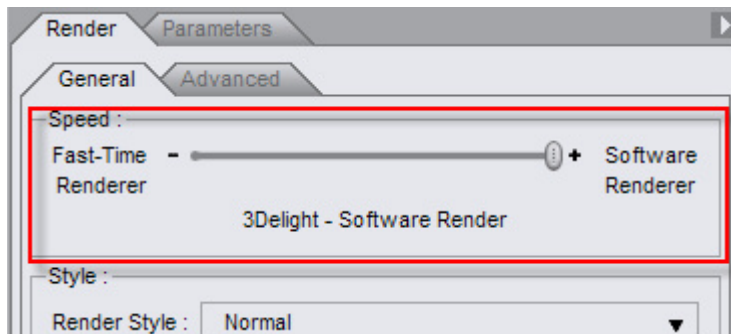 Render Parameters
General Advanced
Speed :
Fast-Time Renderer - + Software Renderer
3Delight - Software Render
Style :
Render Style : Normal